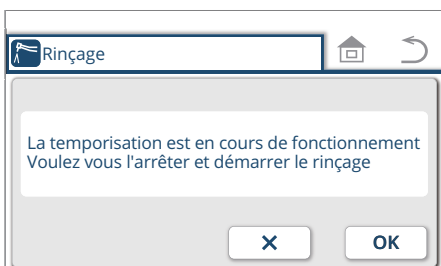 Rinçage
La temporisation est en cours de fonctionnement
Voulez vous l'arrêter et démarrer le rinçage
OK